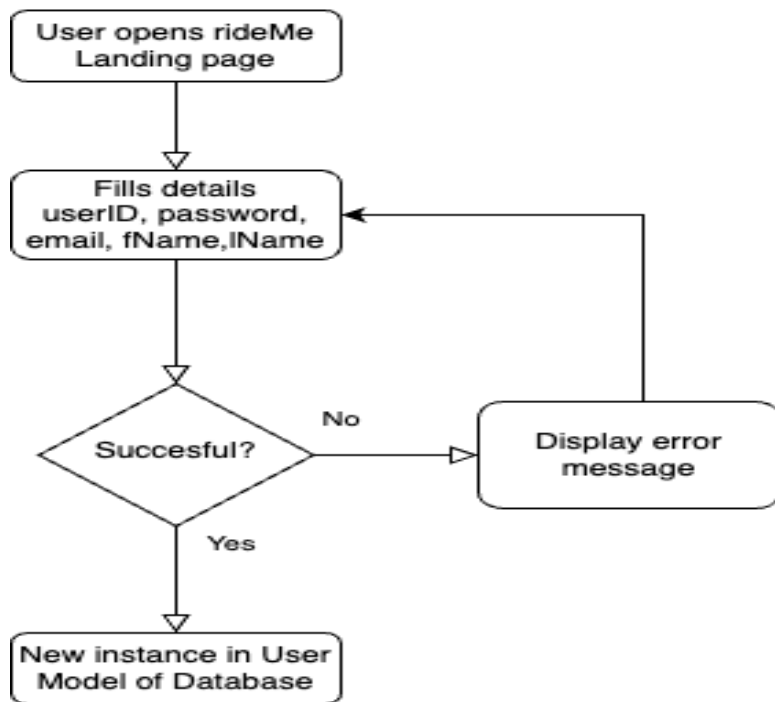 User opens rideMe
Landing page
Fills details
userID, password,
email, fName,lName
Succesful?
No
Display error
message
Yes
New instance in User
Model of Database